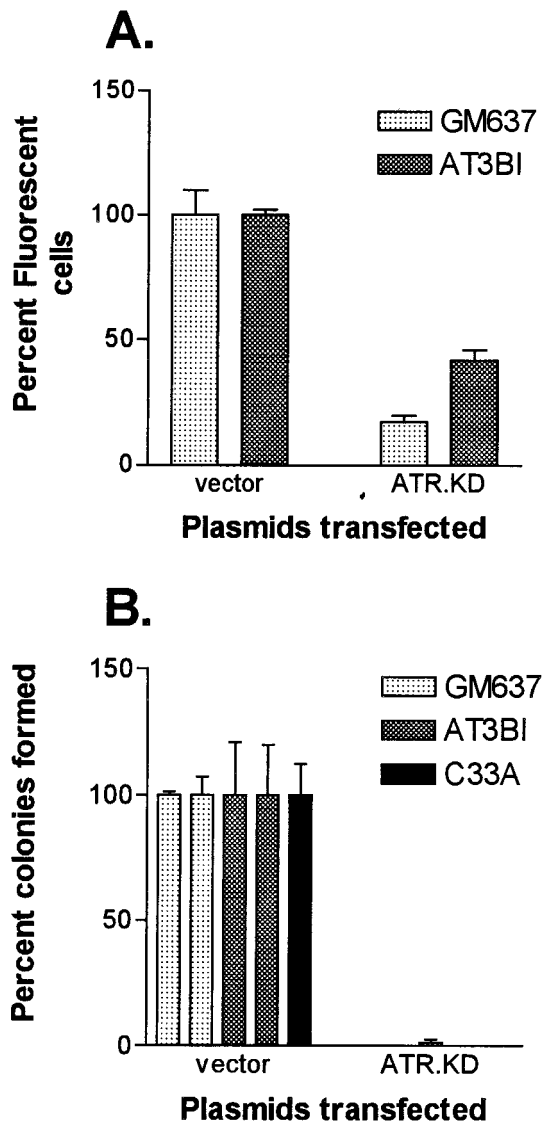 A.
150
100
50
0
Percent Fluorescent
cells
GM637
AT3BI
vector
ATR.KD
Plasmids transfected
B.
150
100
50
0
Percent colonies formed
GM637
AT3BI
C33A
vector
ATR.KD
Plasmids transfected